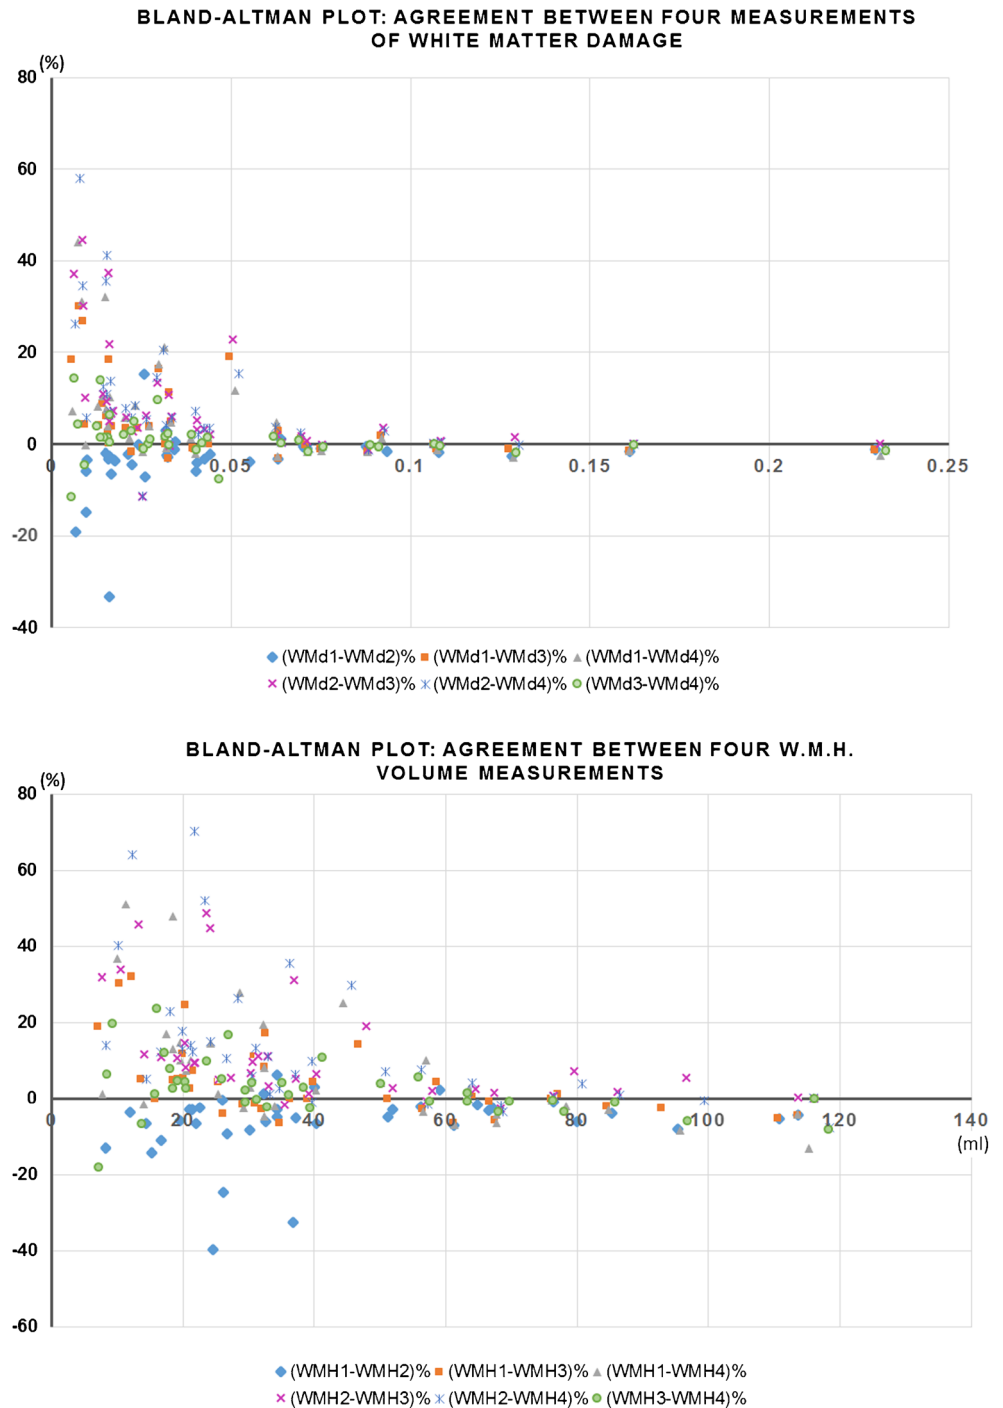 BLAND-ALTMAN PLOT: AGREEMENT BETWEEN FOUR MEASUREMENTS
OF WHITE MATTER DAMAGE
(%)
80
60
40
20
0
-20
-40
0 0.05 0.1 0.15 0.2 0.25
(WMd1-WMd2)% (WMd1-WMd3)% (WMd1-WMd4)%
(WMd2-WMd3)% (WMd2-WMd4)% (WMd3-WMd4)%
BLAND-ALTMAN PLOT: AGREEMENT BETWEEN FOUR W.M.H.
VOLUME MEASUREMENTS
(%)
80
60
40
20
0
-20
-40
-60
0 20 40 60 80 100 120 140
(ml)
(WMH1-WMH2)% (WMH1-WMH3)% (WMH1-WMH4)%
(WMH2-WMH3)% (WMH2-WMH4)% (WMH3-WMH4)%